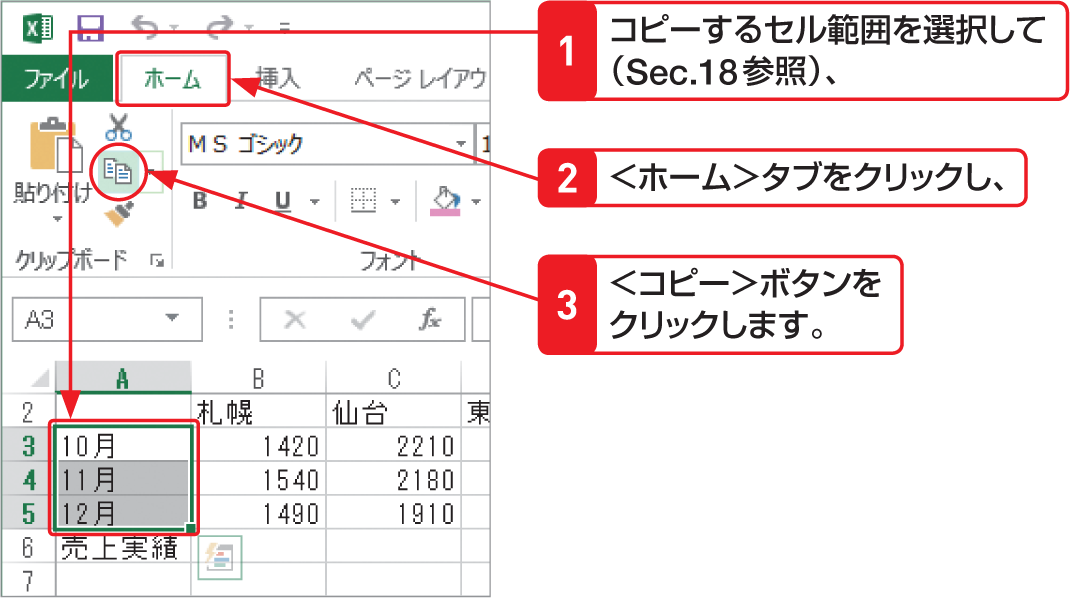 1 コピーするセル範囲を選択して
（Sec.18参照）、
ファイル ホーム 挿入 ページ レイアウ
2 ＜ホーム＞タブをクリックし、
ＭＳ ゴシック 1
貼り付け
B I U
クリップボード フォント
3 ＜コピー＞ボタンを
クリックします。
A3 fx
A B C
2 札幌 仙台 東
3 10月 1420 2210
4 11月 1540 2180
5 12月 1490 1910
6 売上実績
7